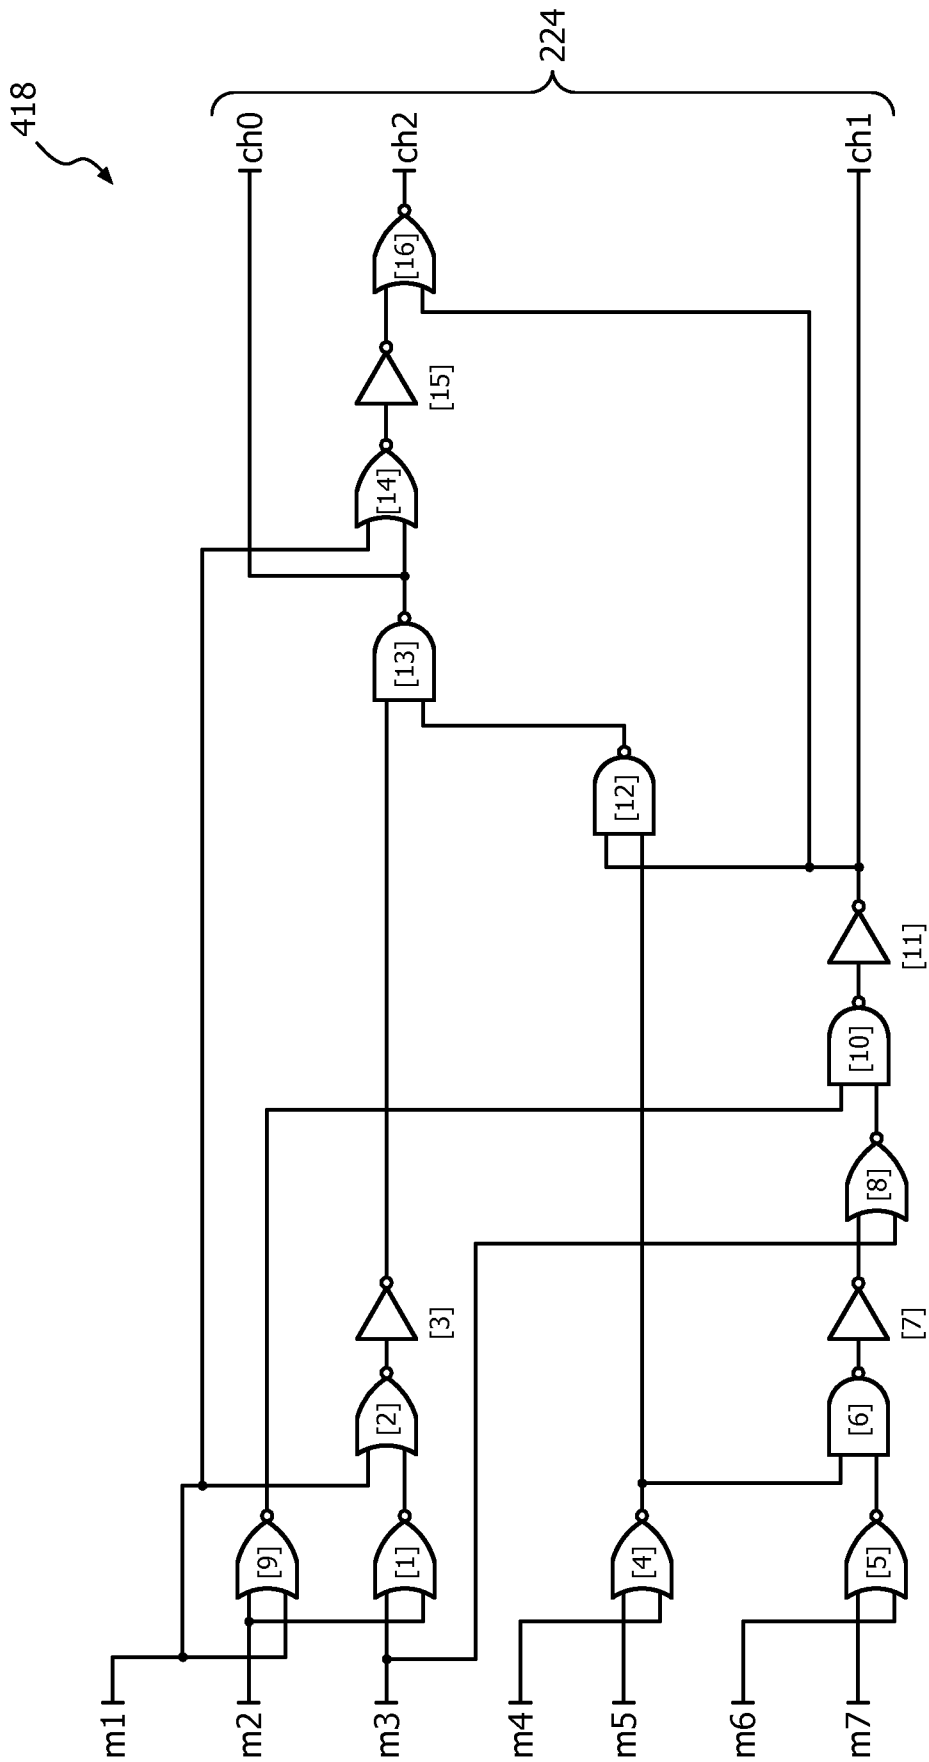 418
224
ch0
ch2
ch1
[16]
[15]
[14]
[13]
[12]
[11]
[10]
[8]
[3]
[7]
[2]
[6]
[9]
[1]
[4]
[5]
m1
m2
m3
m4
m5
m6
m7